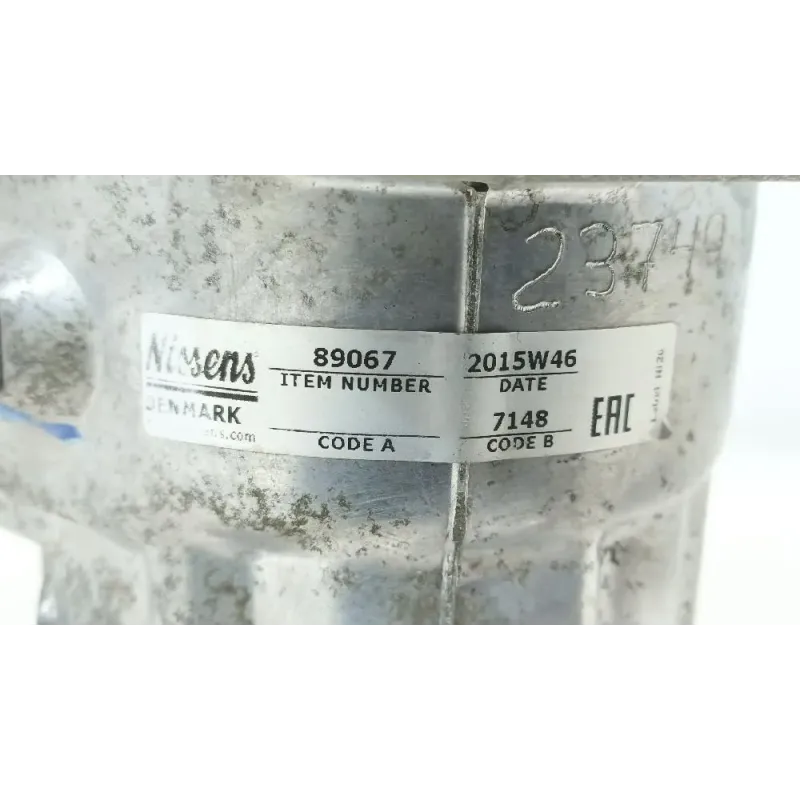 23749
Nissens
DENMARK
89067
ITEM NUMBER
CODE A
2015W46
DATE
7148
CODE B
EAC